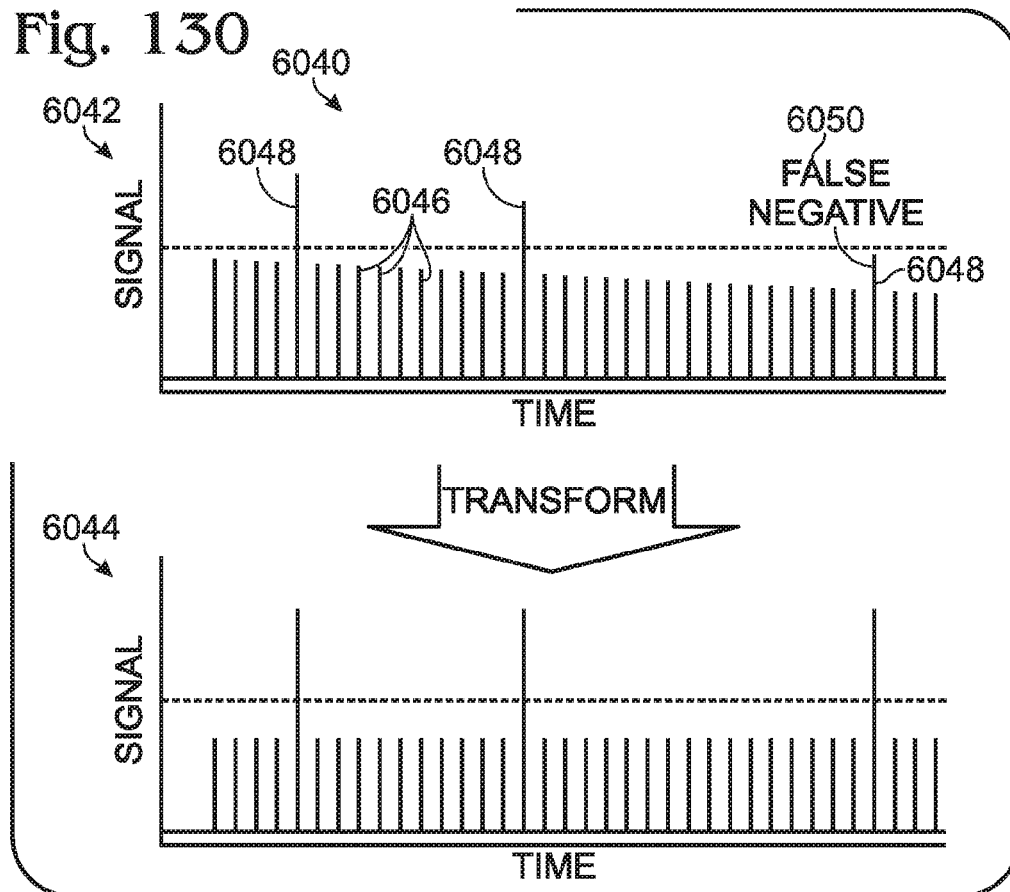 Fig. 130
6040
6042
6048
6048
6046
6050
FALSE
NEGATIVE
6048
SIGNAL
TIME
TRANSFORM
6044
SIGNAL
TIME